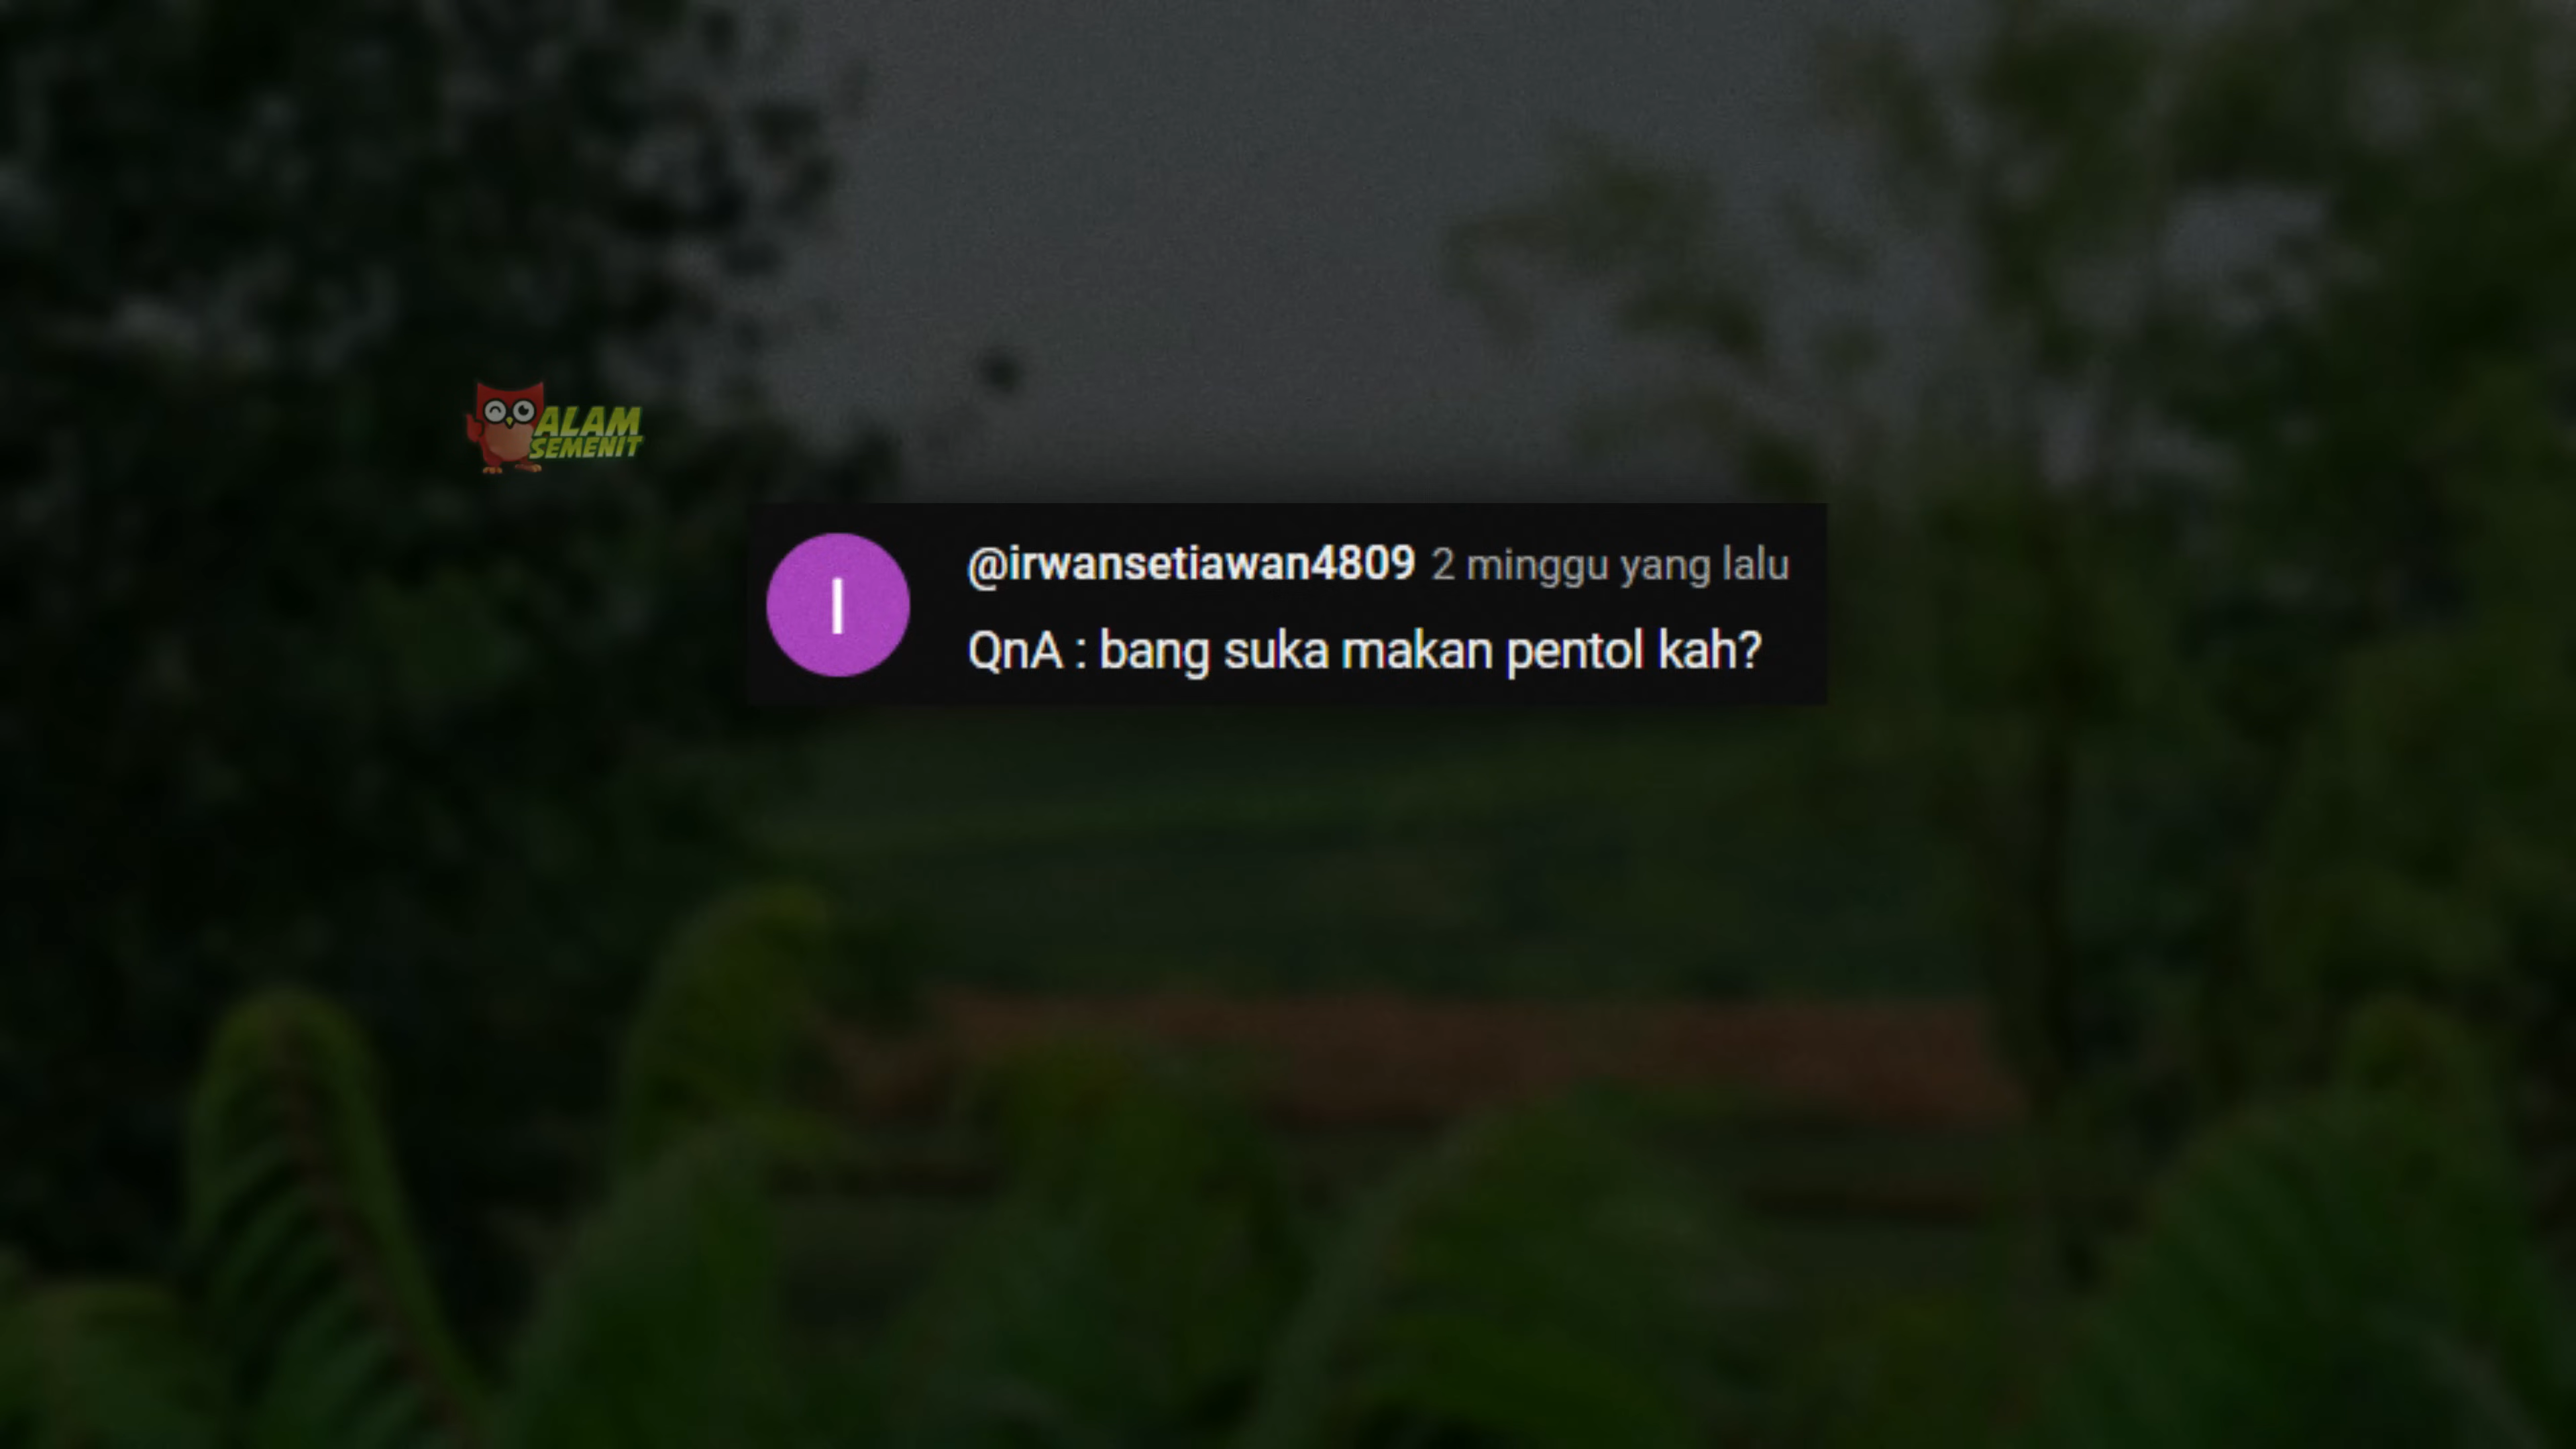 ALAM
SEMENIT
I
@irwansetiawan4809 2 minggu yang lalu
QnA : bang suka makan pentol kah?